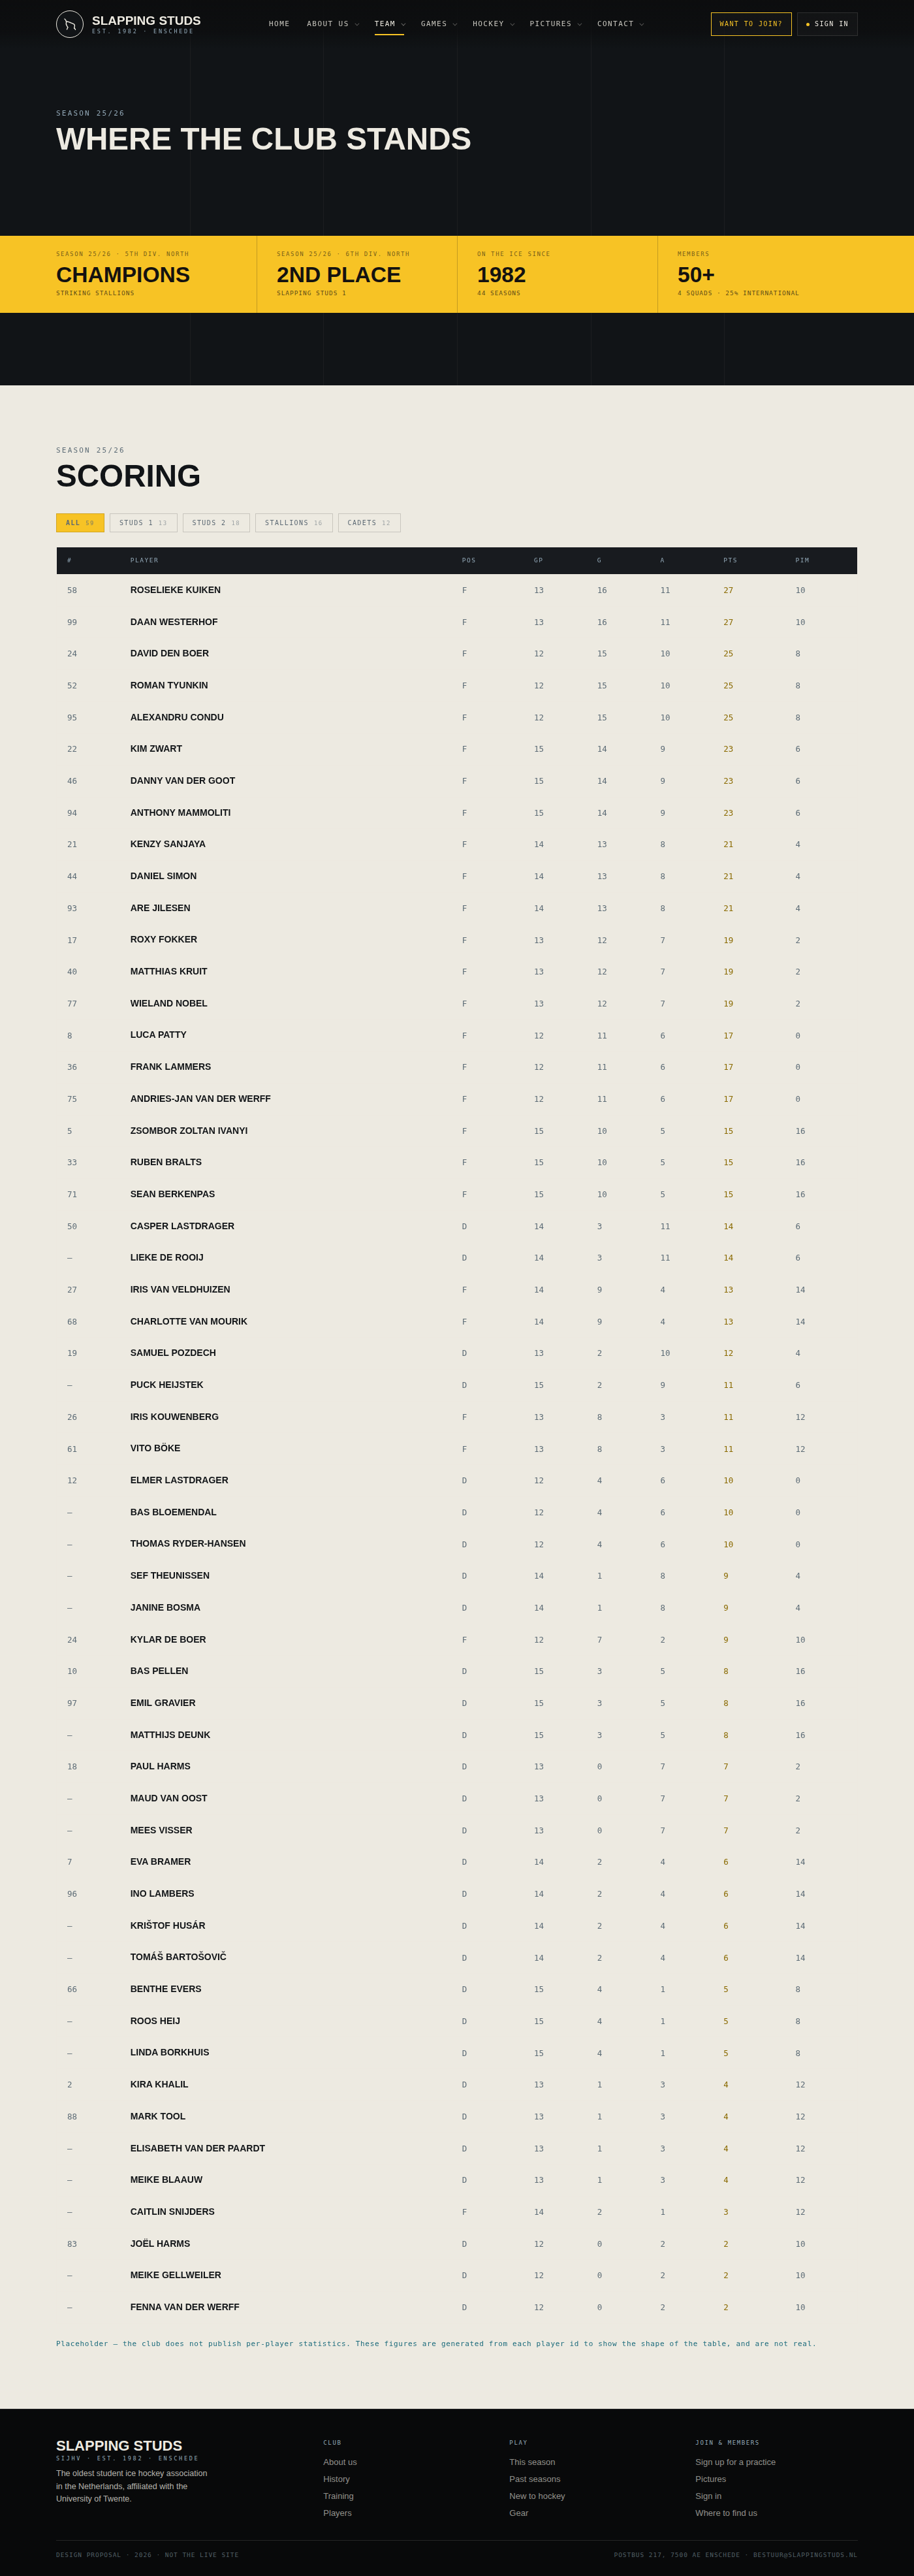 SLAPPING STUDS
EST. 1982 · ENSCHEDE
HOME ABOUT US TEAM GAMES HOCKEY PICTURES CONTACT
WANT TO JOIN? SIGN IN
SEASON 25/26
WHERE THE CLUB STANDS
SEASON 25/26 · 5TH DIV. NORTH
CHAMPIONS
STRIKING STALLIONS
SEASON 25/26 · 6TH DIV. NORTH
2ND PLACE
SLAPPING STUDS 1
ON THE ICE SINCE
1982
44 SEASONS
MEMBERS
50+
4 SQUADS · 25% INTERNATIONAL
SEASON 25/26
SCORING
ALL 59 STUDS 1 13 STUDS 2 18 STALLIONS 16 CADETS 12
# PLAYER POS GP G A PTS PIM
58 ROSELIEKE KUIKEN F 13 16 11 27 10
99 DAAN WESTERHOF F 13 16 11 27 10
24 DAVID DEN BOER F 12 15 10 25 8
52 ROMAN TYUNKIN F 12 15 10 25 8
95 ALEXANDRU CONDU F 12 15 10 25 8
22 KIM ZWART F 15 14 9 23 6
46 DANNY VAN DER GOOT F 15 14 9 23 6
94 ANTHONY MAMMOLITI F 15 14 9 23 6
21 KENZY SANJAYA F 14 13 8 21 4
44 DANIEL SIMON F 14 13 8 21 4
93 ARE JILESEN F 14 13 8 21 4
17 ROXY FOKKER F 13 12 7 19 2
40 MATTHIAS KRUIT F 13 12 7 19 2
77 WIELAND NOBEL F 13 12 7 19 2
8 LUCA PATTY F 12 11 6 17 0
36 FRANK LAMMERS F 12 11 6 17 0
75 ANDRIES-JAN VAN DER WERFF F 12 11 6 17 0
5 ZSOMBOR ZOLTAN IVANYI F 15 10 5 15 16
33 RUBEN BRALTS F 15 10 5 15 16
71 SEAN BERKENPAS F 15 10 5 15 16
50 CASPER LASTDRAGER D 14 3 11 14 6
— LIEKE DE ROOIJ D 14 3 11 14 6
27 IRIS VAN VELDHUIZEN F 14 9 4 13 14
68 CHARLOTTE VAN MOURIK F 14 9 4 13 14
19 SAMUEL POZDECH D 13 2 10 12 4
— PUCK HEIJSTEK D 15 2 9 11 6
26 IRIS KOUWENBERG F 13 8 3 11 12
61 VITO BÖKE F 13 8 3 11 12
12 ELMER LASTDRAGER D 12 4 6 10 0
— BAS BLOEMENDAL D 12 4 6 10 0
— THOMAS RYDER-HANSEN D 12 4 6 10 0
— SEF THEUNISSEN D 14 1 8 9 4
— JANINE BOSMA D 14 1 8 9 4
24 KYLAR DE BOER F 12 7 2 9 10
10 BAS PELLEN D 15 3 5 8 16
97 EMIL GRAVIER D 15 3 5 8 16
— MATTHIJS DEUNK D 15 3 5 8 16
18 PAUL HARMS D 13 0 7 7 2
— MAUD VAN OOST D 13 0 7 7 2
— MEES VISSER D 13 0 7 7 2
7 EVA BRAMER D 14 2 4 6 14
96 INO LAMBERS D 14 2 4 6 14
— KRIŠTOF HUSÁR D 14 2 4 6 14
— TOMÁŠ BARTOŠOVIČ D 14 2 4 6 14
66 BENTHE EVERS D 15 4 1 5 8
— ROOS HEIJ D 15 4 1 5 8
— LINDA BORKHUIS D 15 4 1 5 8
2 KIRA KHALIL D 13 1 3 4 12
88 MARK TOOL D 13 1 3 4 12
— ELISABETH VAN DER PAARDT D 13 1 3 4 12
— MEIKE BLAAUW D 13 1 3 4 12
— CAITLIN SNIJDERS F 14 2 1 3 12
83 JOËL HARMS D 12 0 2 2 10
— MEIKE GELLWEILER D 12 0 2 2 10
— FENNA VAN DER WERFF D 12 0 2 2 10
Placeholder — the club does not publish per-player statistics. These figures are generated from each player id to show the shape of the table, and are not real.
SLAPPING STUDS
SIJHV · EST. 1982 · ENSCHEDE
The oldest student ice hockey association
in the Netherlands, affiliated with the
University of Twente.
CLUB
About us
History
Training
Players
PLAY
This season
Past seasons
New to hockey
Gear
JOIN & MEMBERS
Sign up for a practice
Pictures
Sign in
Where to find us
DESIGN PROPOSAL · 2026 · NOT THE LIVE SITE
POSTBUS 217, 7500 AE ENSCHEDE · BESTUUR@SLAPPINGSTUDS.NL